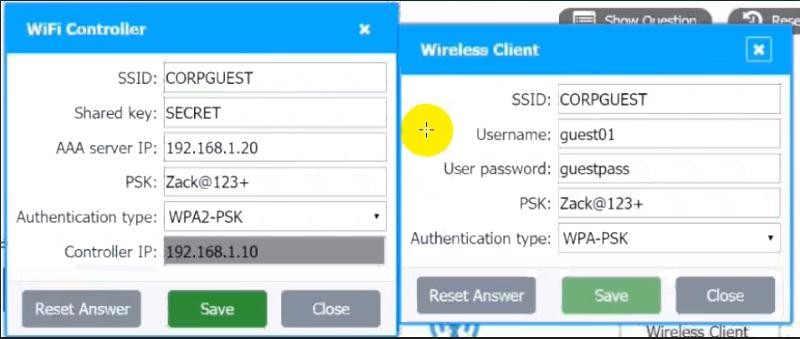 Show Question
Rese
WiFi Controller
SSID: CORPGUEST
Shared key: SECRET
AAA server IP: 192.168.1.20
PSK: Zack@123+
Authentication type: WPA2-PSK
Controller IP: 192.168.1.10
Reset Answer Save Close
Wireless Client
SSID: CORPGUEST
Username: guest01
User password: guestpass
PSK: Zack@123+
Authentication type: WPA-PSK
Reset Answer Save Close
Wireless Client